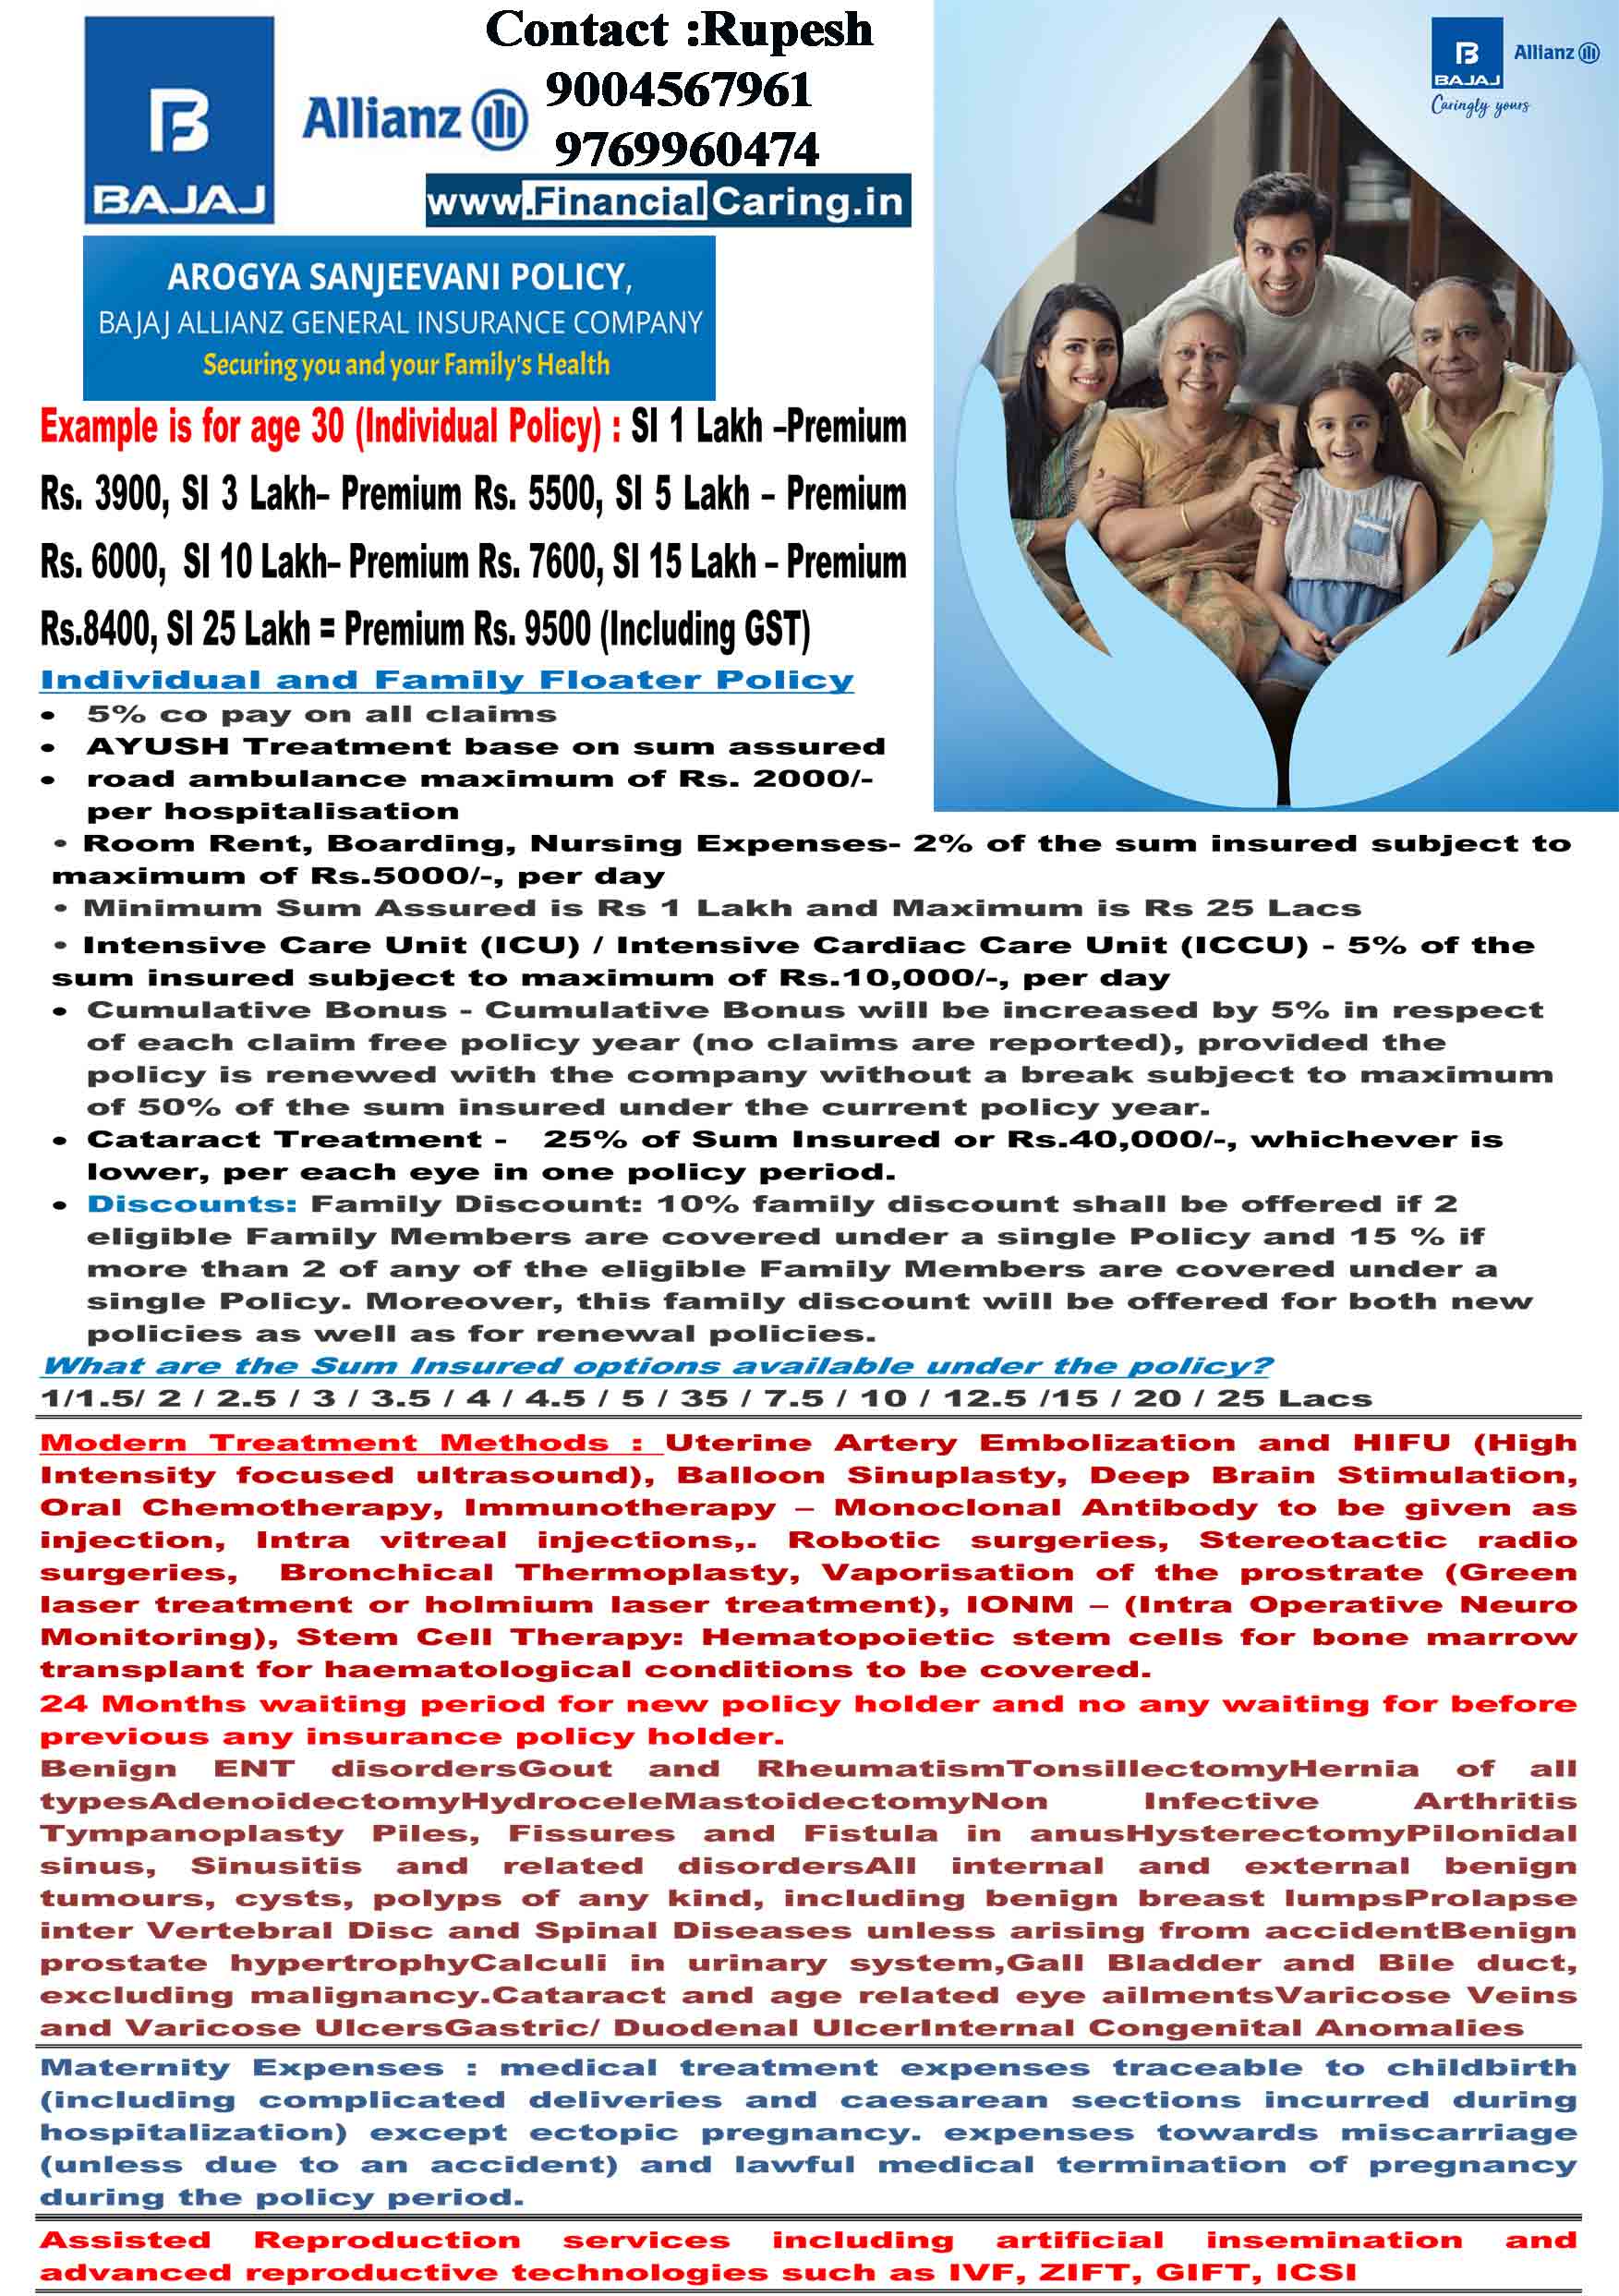 Contact :Rupesh
9004567961
9769960474
www.FinancialCaring.in
B
BAJAJ
Allianz
B
BAJAJ
Allianz
Caringly yours
AROGYA SANJEEVANI POLICY,
BAJAJ ALLIANZ GENERAL INSURANCE COMPANY
Securing you and your Family's Health
Example is for age 30 (Individual Policy) : SI 1 Lakh –Premium
Rs. 3900, SI 3 Lakh– Premium Rs. 5500, SI 5 Lakh – Premium
Rs. 6000, SI 10 Lakh– Premium Rs. 7600, SI 15 Lakh – Premium
Rs.8400, SI 25 Lakh = Premium Rs. 9500 (Including GST)
Individual and Family Floater Policy
• 5% co pay on all claims
• AYUSH Treatment base on sum assured
• road ambulance maximum of Rs. 2000/-
per hospitalisation
• Room Rent, Boarding, Nursing Expenses- 2% of the sum insured subject to
maximum of Rs.5000/-, per day
• Minimum Sum Assured is Rs 1 Lakh and Maximum is Rs 25 Lacs
• Intensive Care Unit (ICU) / Intensive Cardiac Care Unit (ICCU) - 5% of the
sum insured subject to maximum of Rs.10,000/-, per day
• Cumulative Bonus - Cumulative Bonus will be increased by 5% in respect
of each claim free policy year (no claims are reported), provided the
policy is renewed with the company without a break subject to maximum
of 50% of the sum insured under the current policy year.
• Cataract Treatment - 25% of Sum Insured or Rs.40,000/-, whichever is
lower, per each eye in one policy period.
• Discounts: Family Discount: 10% family discount shall be offered if 2
eligible Family Members are covered under a single Policy and 15 % if
more than 2 of any of the eligible Family Members are covered under a
single Policy. Moreover, this family discount will be offered for both new
policies as well as for renewal policies.
What are the Sum Insured options available under the policy?
1/1.5/ 2 / 2.5 / 3 / 3.5 / 4 / 4.5 / 5 / 35 / 7.5 / 10 / 12.5 /15 / 20 / 25 Lacs
Modern Treatment Methods : Uterine Artery Embolization and HIFU (High
Intensity focused ultrasound), Balloon Sinuplasty, Deep Brain Stimulation,
Oral Chemotherapy, Immunotherapy – Monoclonal Antibody to be given as
injection, Intra vitreal injections,. Robotic surgeries, Stereotactic radio
surgeries, Bronchical Thermoplasty, Vaporisation of the prostrate (Green
laser treatment or holmium laser treatment), IONM – (Intra Operative Neuro
Monitoring), Stem Cell Therapy: Hematopoietic stem cells for bone marrow
transplant for haematological conditions to be covered.
24 Months waiting period for new policy holder and no any waiting for before
previous any insurance policy holder.
Benign ENT disordersGout and RheumatismTonsillectomyHernia of all
typesAdenoidectomyHydroceleMastoidectomyNon Infective Arthritis
Tympanoplasty Piles, Fissures and Fistula in anusHysterectomyPilonidal
sinus, Sinusitis and related disordersAll internal and external benign
tumours, cysts, polyps of any kind, including benign breast lumpsProlapse
inter Vertebral Disc and Spinal Diseases unless arising from accidentBenign
prostate hypertrophyCalculi in urinary system,Gall Bladder and Bile duct,
excluding malignancy.Cataract and age related eye ailmentsVaricose Veins
and Varicose UlcersGastric/ Duodenal UlcerInternal Congenital Anomalies
Maternity Expenses : medical treatment expenses traceable to childbirth
(including complicated deliveries and caesarean sections incurred during
hospitalization) except ectopic pregnancy. expenses towards miscarriage
(unless due to an accident) and lawful medical termination of pregnancy
during the policy period.
Assisted Reproduction services including artificial insemination and
advanced reproductive technologies such as IVF, ZIFT, GIFT, ICSI